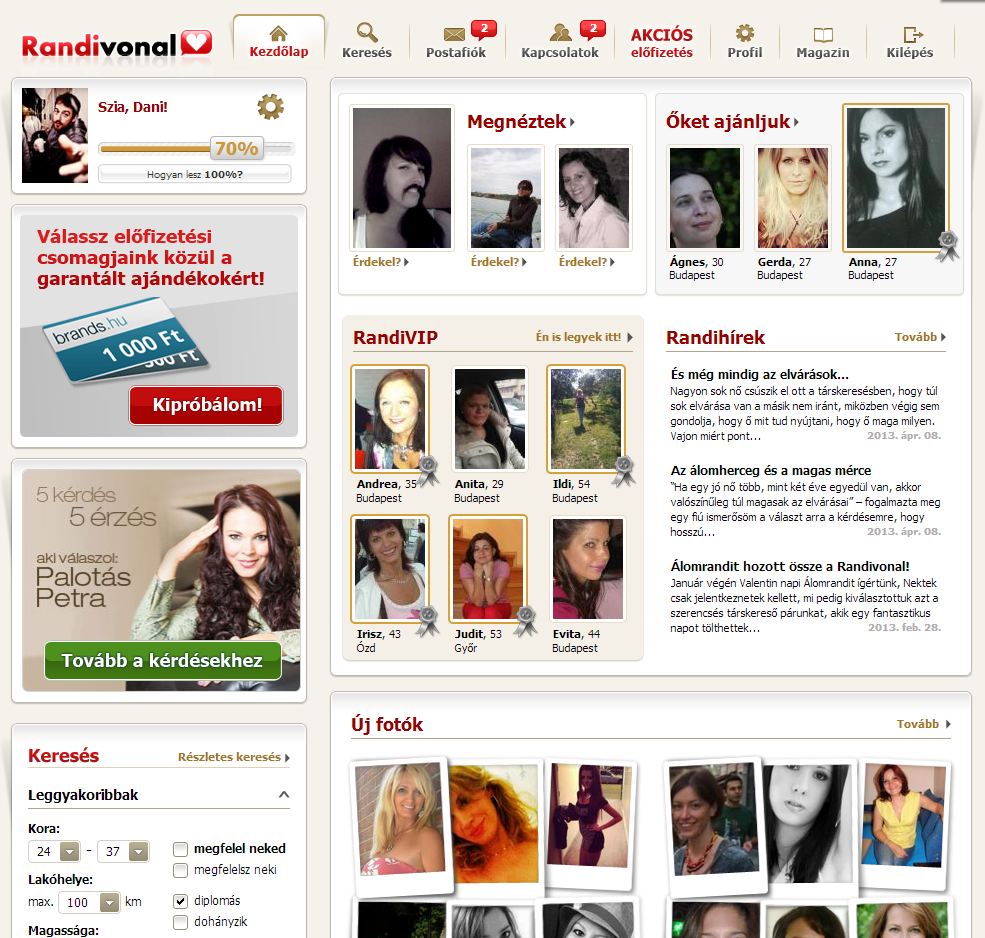 Randivonal
Kezdőlap
Keresés
2
Postafiók
2
Kapcsolatok
AKCIÓS
előfizetés
Profil
Magazin
Kilépés
Szia, Dani!
70%
Hogyan lesz 100%?
Válassz előfizetési
csomagjaink közül a
garantált ajándékokért!
brands.hu
1 000 Ft
500 Ft
Kipróbálom!
5 kérdés
5 érzés
aki válaszol:
Palotás
Petra
Tovább a kérdésekhez
Keresés
Részletes keresés
Leggyakoribbak
Kora:
24 - 37
megfelel neked
megfelelsz neki
Lakóhelye:
max. 100 km
diplomás
dohányzik
Magassága:
Megnéztek
Érdekel?
Érdekel?
Érdekel?
Őket ajánljuk
Ágnes, 30
Budapest
Gerda, 27
Budapest
Anna, 27
Budapest
RandiVIP
Én is legyek itt!
Andrea, 35
Budapest
Anita, 29
Budapest
Ildi, 54
Budapest
Irisz, 43
Ózd
Judit, 53
Győr
Evita, 44
Budapest
Randihírek
Tovább
És még mindig az elvárások...
Nagyon sok nő csúszik el ott a társkeresésben, hogy túl
sok elvárása van a másik nem iránt, miközben végig sem
gondolja, hogy ő mit tud nyújtani, hogy ő maga milyen.
Vajon miért pont...
2013. ápr. 08.
Az álomherceg és a magas mérce
"Ha egy jó nő több, mint két éve egyedül van, akkor
valószínűleg túl magasak az elvárásai" – fogalmazta meg
egy fiú ismerősöm a választ arra a kérdésemre, hogy
hosszú...
2013. ápr. 08.
Álomrandit hozott össze a Randivonal!
Január végén Valentin napi Álomrandit ígértünk, Nektek
csak jelentkeznetek kellett, mi pedig kiválasztottuk azt a
szerencsés társkereső párunkat, akik egy fantasztikus
napot tölthettek...
2013. feb. 28.
Új fotók
Tovább